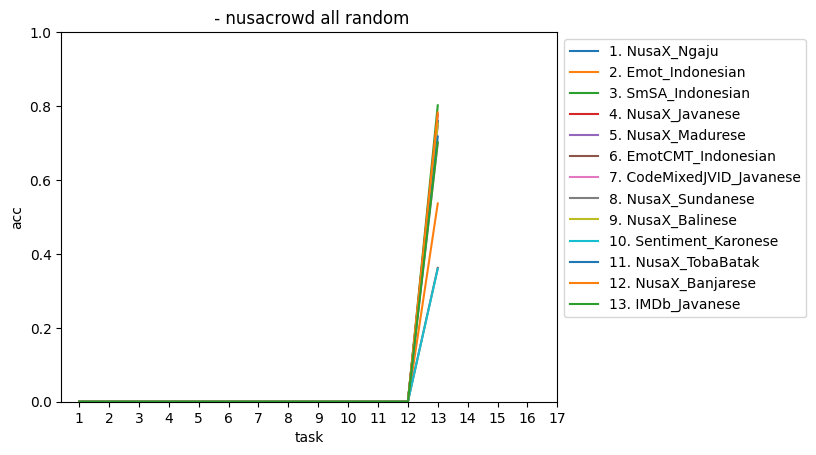 - nusacrowd all random
1.0
0.8
0.6
0.4
0.2
0.0
acc
1 2 3 4 5 6 7 8 9 10 11 12 13 14 15 16 17
task
1. NusaX_Ngaju
2. Emot_Indonesian
3. SmSA_Indonesian
4. NusaX_Javanese
5. NusaX_Madurese
6. EmotCMT_Indonesian
7. CodeMixedJVID_Javanese
8. NusaX_Sundanese
9. NusaX_Balinese
10. Sentiment_Karonese
11. NusaX_TobaBatak
12. NusaX_Banjarese
13. IMDb_Javanese